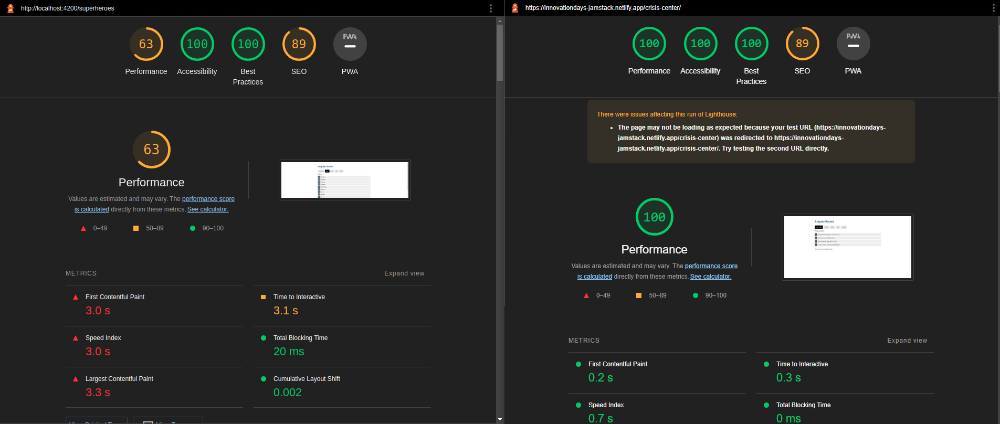 http://localhost:4200/superheroes
63
100
100
89
PWA
Performance
Accessibility
Best
Practices
SEO
PWA
63
Performance
Values are estimated and may vary. The performance score
is calculated directly from these metrics. See calculator.
0–49
50–89
90–100
Angular Router
METRICS
Expand view
First Contentful Paint
3.0 s
Time to Interactive
3.1 s
Speed Index
3.0 s
Total Blocking Time
20 ms
Largest Contentful Paint
3.3 s
Cumulative Layout Shift
0.002
https://innovationdays-jamstack.netlify.app/crisis-center/
100
100
100
89
PWA
Performance
Accessibility
Best
Practices
SEO
PWA
There were issues affecting this run of Lighthouse:
• The page may not be loading as expected because your test URL (https://innovationdays-
jamstack.netlify.app/crisis-center) was redirected to https://innovationdays-
jamstack.netlify.app/crisis-center/. Try testing the second URL directly.
100
Performance
Values are estimated and may vary. The performance score
is calculated directly from these metrics. See calculator.
0–49
50–89
90–100
Angular Router
METRICS
Expand view
First Contentful Paint
0.2 s
Time to Interactive
0.3 s
Speed Index
0.7 s
Total Blocking Time
0 ms